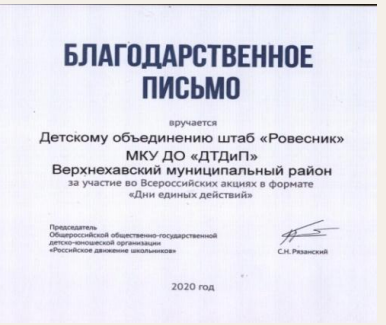 БЛАГОДАРСТВЕННОЕ
ПИСЬМО
вручается
Детскому объединению штаб «Ровесник»
МКУ ДО «ДТДиП»
Верхнехавский муниципальный район
за участие во Всероссийских акциях в формате
«Дни единых действий»
Председатель
Общероссийской общественно-государственной
детско-юношеской организации
«Российское движение школьников»
С.Н. Рязанский
2020 год